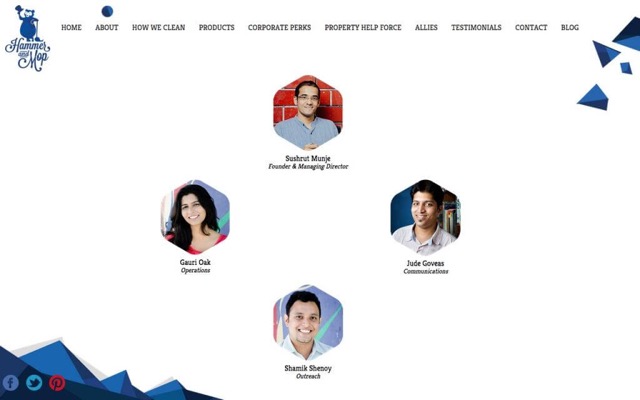 Hammer
and
Mop
HOME ABOUT HOW WE CLEAN PRODUCTS CORPORATE PERKS PROPERTY HELP FORCE ALLIES TESTIMONIALS CONTACT BLOG
Sushrut Munje
Founder & Managing Director
Gauri Oak
Operations
Jude Goveas
Communications
Shamik Shenoy
Outreach